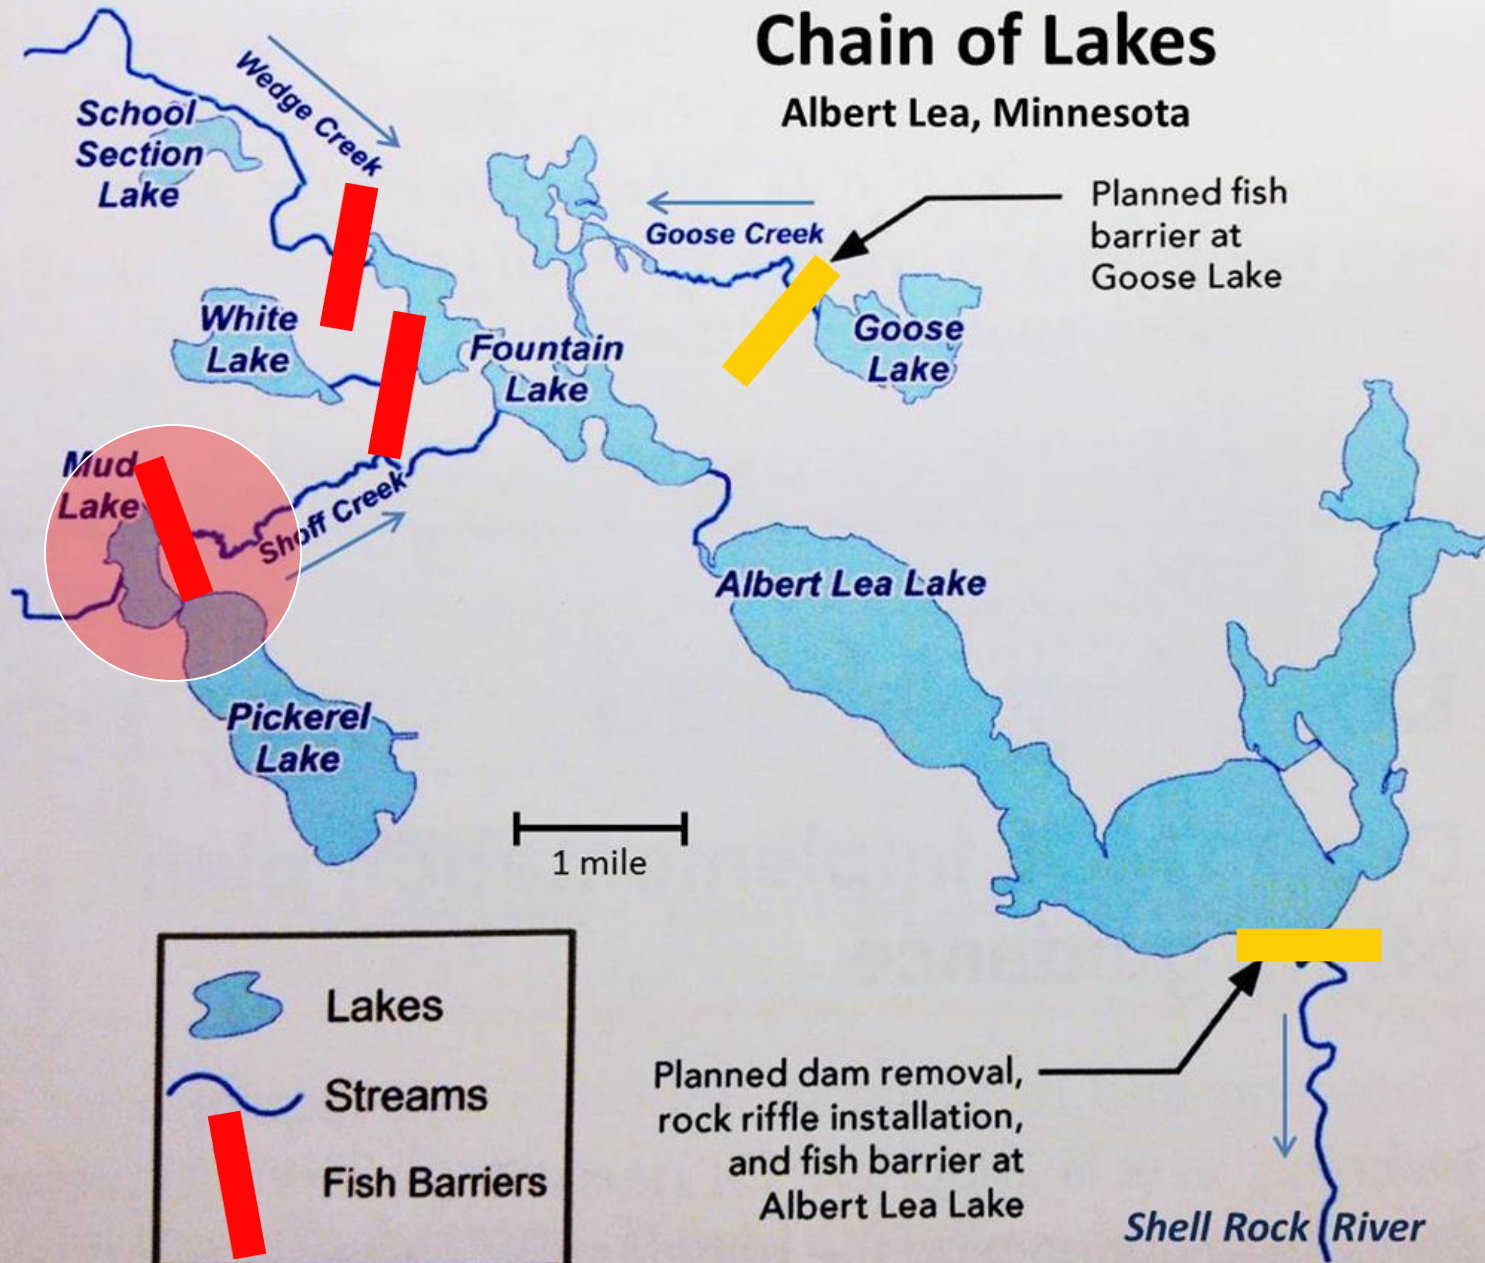 Chain of Lakes
Albert Lea, Minnesota
Wedge Creek
School
Section
Lake
Goose Creek
Planned fish
barrier at
Goose Lake
White
Lake
Fountain
Lake
Goose
Lake
Mud
Lake
Shoff Creek
Albert Lea Lake
Pickerel
Lake
1 mile
Lakes
Streams
Fish Barriers
Planned dam removal,
rock riffle installation,
and fish barrier at
Albert Lea Lake
Shell Rock River